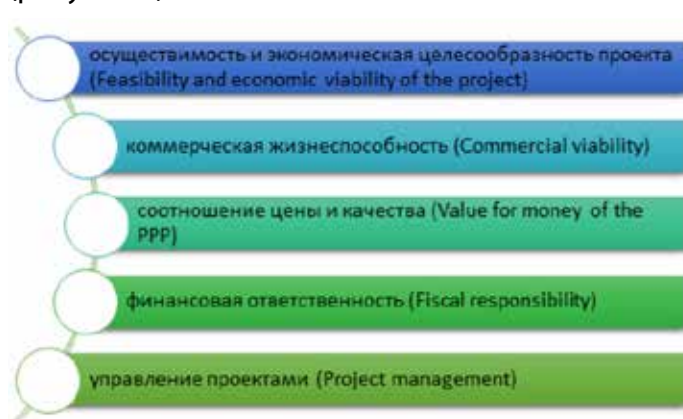 осуществимость и экономическая целесообразность проекта
(Feasibility and economic viability of the project)
коммерческая жизнеспособность (Commercial viability)
соотношение цены и качества (Value for money of the
PPP)
финансовая ответственность (Fiscal responsibility)
управление проектами (Project management)